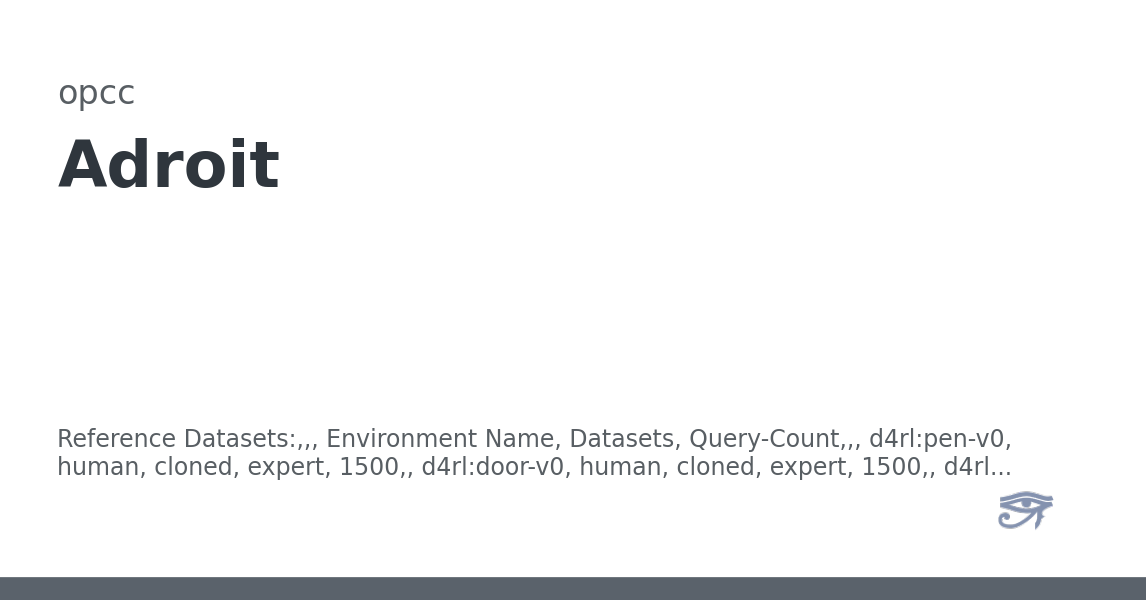 opcc
Adroit
Reference Datasets:,,, Environment Name, Datasets, Query-Count,,, d4rl:pen-v0,
human, cloned, expert, 1500,, d4rl:door-v0, human, cloned, expert, 1500,, d4rl...